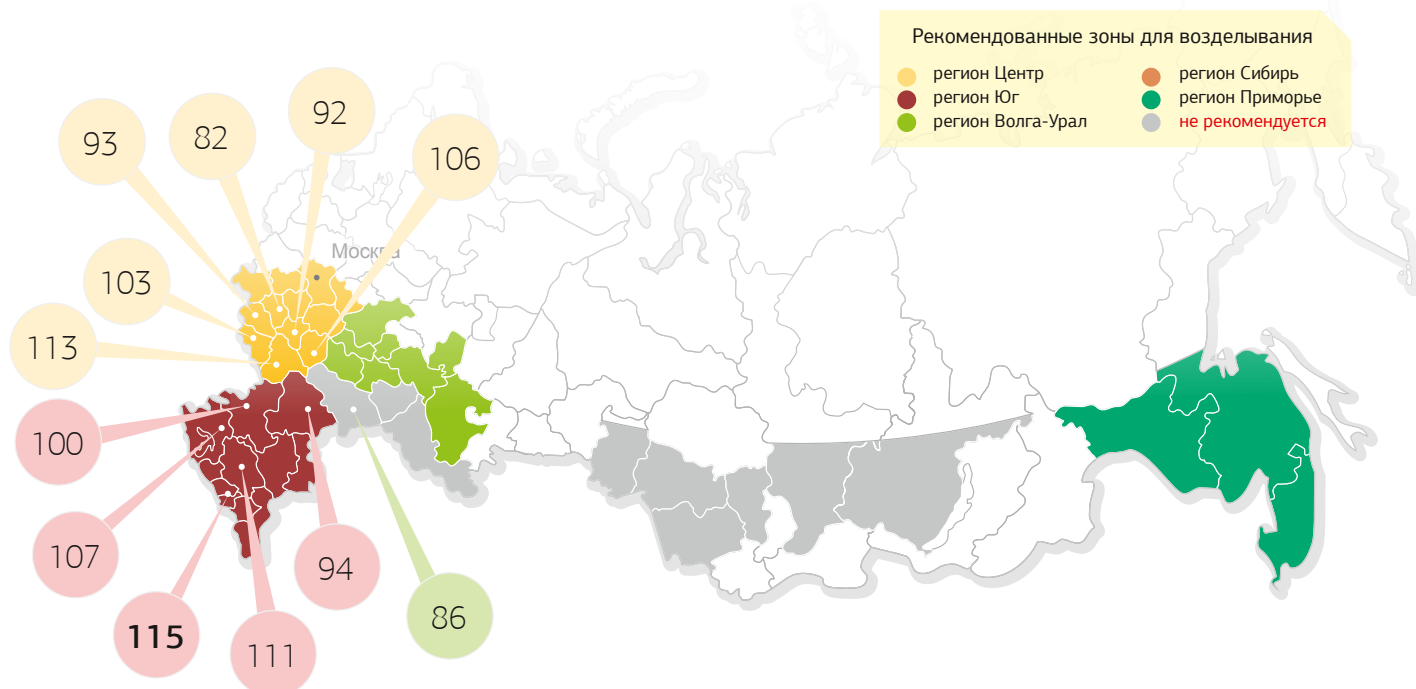 Рекомендованные зоны для возделывания
регион Центр
регион Сибирь
регион Юг
регион Приморье
регион Волга-Урал
не рекомендуется
92
82
93
106
Москва
103
113
100
107
94
86
115
111